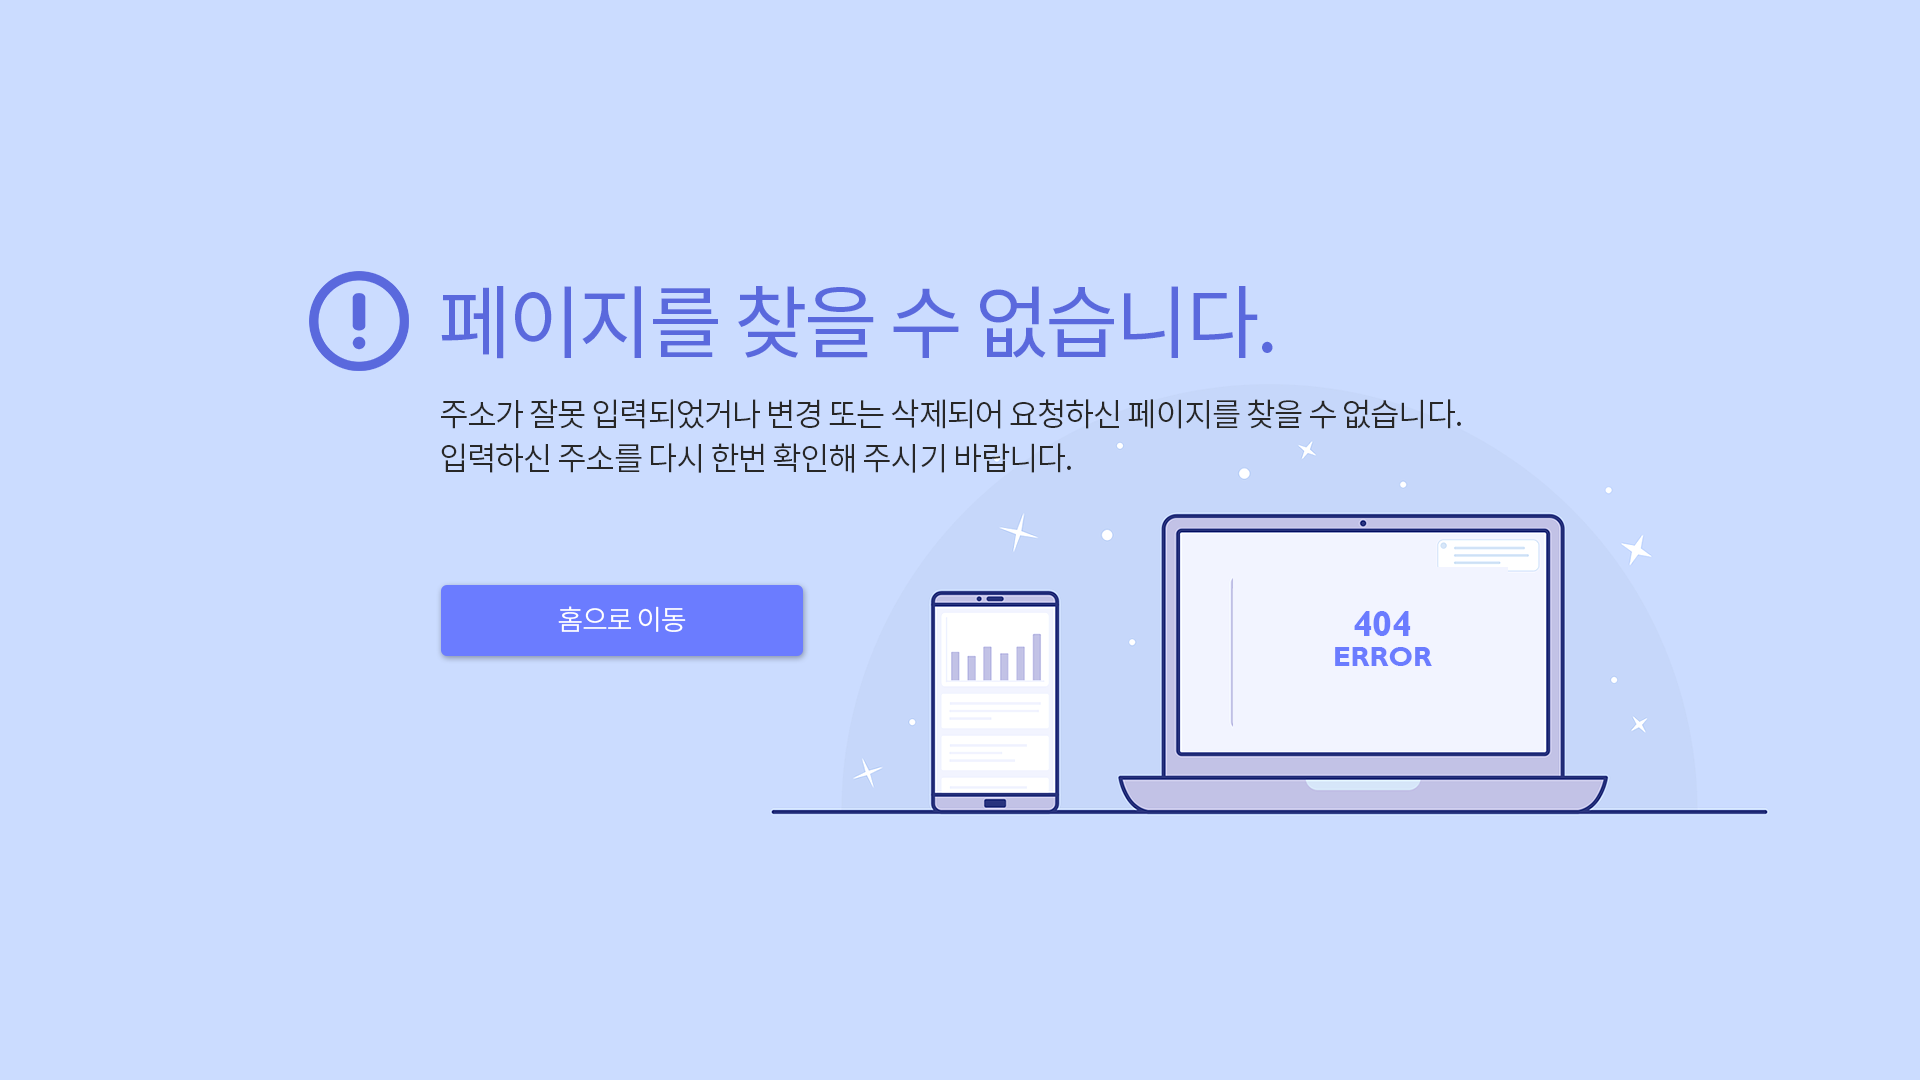 페이지를 찾을 수 없습니다.
주소가 잘못 입력되었거나 변경 또는 삭제되어 요청하신 페이지를 찾을 수 없습니다.
입력하신 주소를 다시 한번 확인해 주시기 바랍니다.
홈으로 이동
404
ERROR